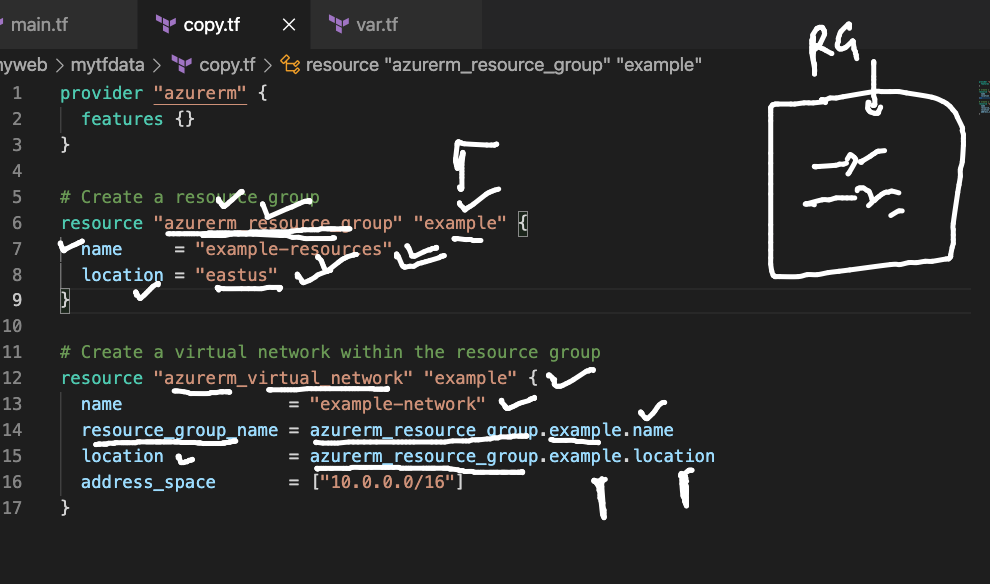 main.tf
copy.tf
var.tf
myweb > mytfdata > copy.tf > resource "azurerm_resource_group" "example"
RG
1 provider "azurerm" {
2 features {}
3 }
4
5 # Create a resource group
6 resource "azurerm_resource_group" "example" {
7 name = "example-resources"
8 location = "eastus"
9 }
10
11 # Create a virtual network within the resource group
12 resource "azurerm_virtual_network" "example" {
13 name = "example-network"
14 resource_group_name = azurerm_resource_group.example.name
15 location = azurerm_resource_group.example.location
16 address_space = ["10.0.0.0/16"]
17 }